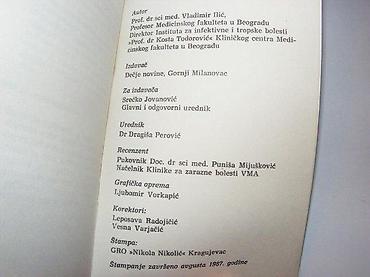 Autor
Prof. dr sci med. Vladimir Ilić,
Profesor Medicinskog fakulteta u Beogradu
Direktor Instituta za infektivne i tropske bolesti
»Prof. dr Kosta Todorović« Kliničkog centra Medi-
cinskog fakulteta u Beogradu
Izdavač
Dečje novine, Gornji Milanovac
Za izdavača
Srećko Jovanović
Glavni i odgovorni urednik
Urednik
Dr Dragiša Perović
Recenzent
Pukovnik Doc. dr sci med. Puniša Mijušković
Načelnik Klinike za zarazne bolesti VMA
Grafička oprema
Ljubomir Vorkapić
Korektori:
Leposava Radojičić
Vesna Varjačić
Štampa:
GRO »Nikola Nikolić« Kragujevac
Štampanje završeno avgusta 1987. godine